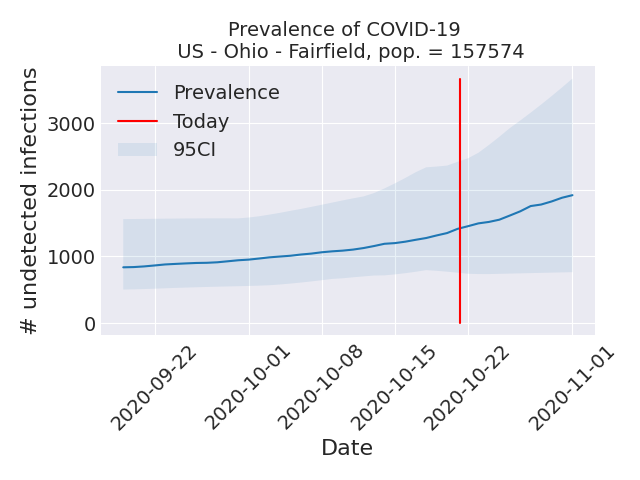 Prevalence of COVID-19
US - Ohio - Fairfield, pop. = 157574
Prevalence
Today
95CI
# undetected infections
3000
2000
1000
0
2020-09-22
2020-10-01
2020-10-08
2020-10-15
2020-10-22
2020-11-01
Date